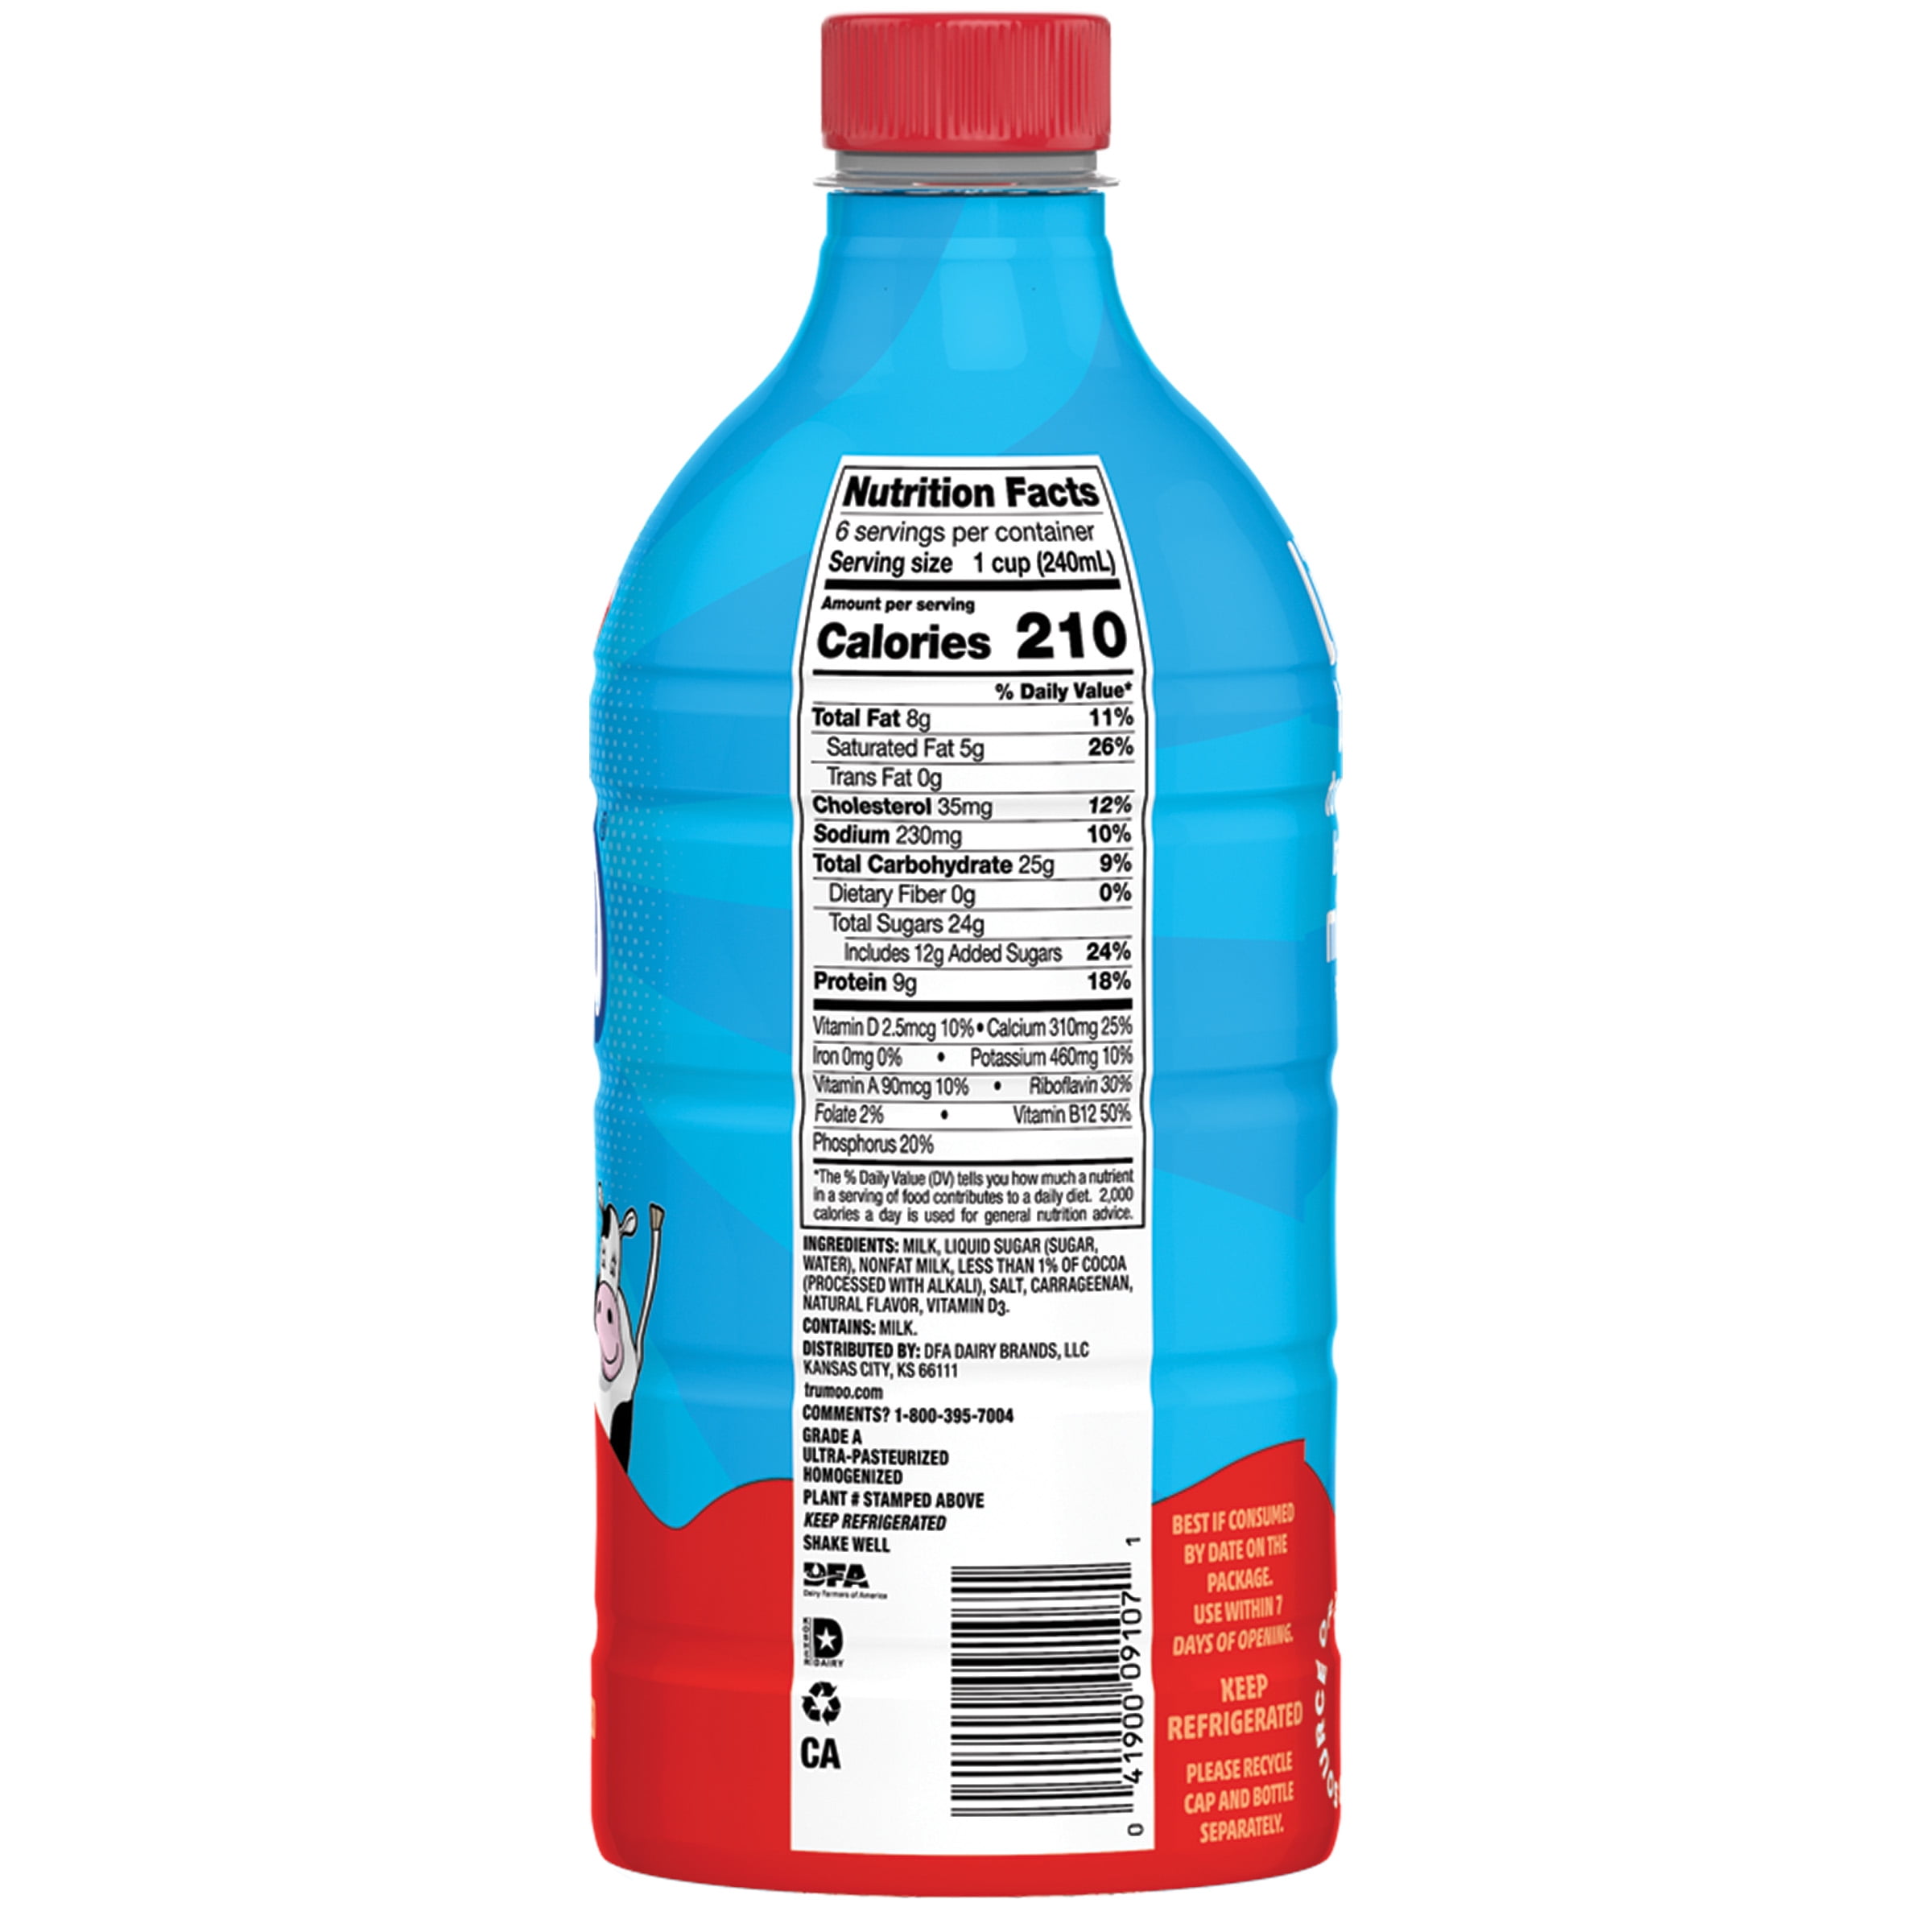 Nutrition Facts
6 servings per container
Serving size 1 cup (240mL)
Amount per serving
Calories 210
% Daily Value*
Total Fat 8g 11%
Saturated Fat 5g 26%
Trans Fat 0g
Cholesterol 35mg 12%
Sodium 230mg 10%
Total Carbohydrate 25g 9%
Dietary Fiber 0g 0%
Total Sugars 24g
Includes 12g Added Sugars 24%
Protein 9g 18%
Vitamin D 2.5mcg 10% • Calcium 310mg 25%
Iron 0mg 0% • Potassium 460mg 10%
Vitamin A 90mcg 10% • Riboflavin 30%
Folate 2% • Vitamin B12 50%
Phosphorus 20%
*The % Daily Value (DV) tells you how much a nutrient
in a serving of food contributes to a daily diet. 2,000
calories a day is used for general nutrition advice.
INGREDIENTS: MILK, LIQUID SUGAR (SUGAR,
WATER), NONFAT MILK, LESS THAN 1% OF COCOA
(PROCESSED WITH ALKALI), SALT, CARRAGEENAN,
NATURAL FLAVOR, VITAMIN D3.
CONTAINS: MILK.
DISTRIBUTED BY: DFA DAIRY BRANDS, LLC
KANSAS CITY, KS 66111
trumoo.com
COMMENTS? 1-800-395-7004
GRADE A
ULTRA-PASTEURIZED
HOMOGENIZED
PLANT # STAMPED ABOVE
KEEP REFRIGERATED
SHAKE WELL
DFA
Dairy Farmers of America
KOSHER D DAIRY
CA
0 41900 09107 1
BEST IF CONSUMED
BY DATE ON THE
PACKAGE.
USE WITHIN 7
DAYS OF OPENING.
KEEP
REFRIGERATED
PLEASE RECYCLE
CAP AND BOTTLE
SEPARATELY.